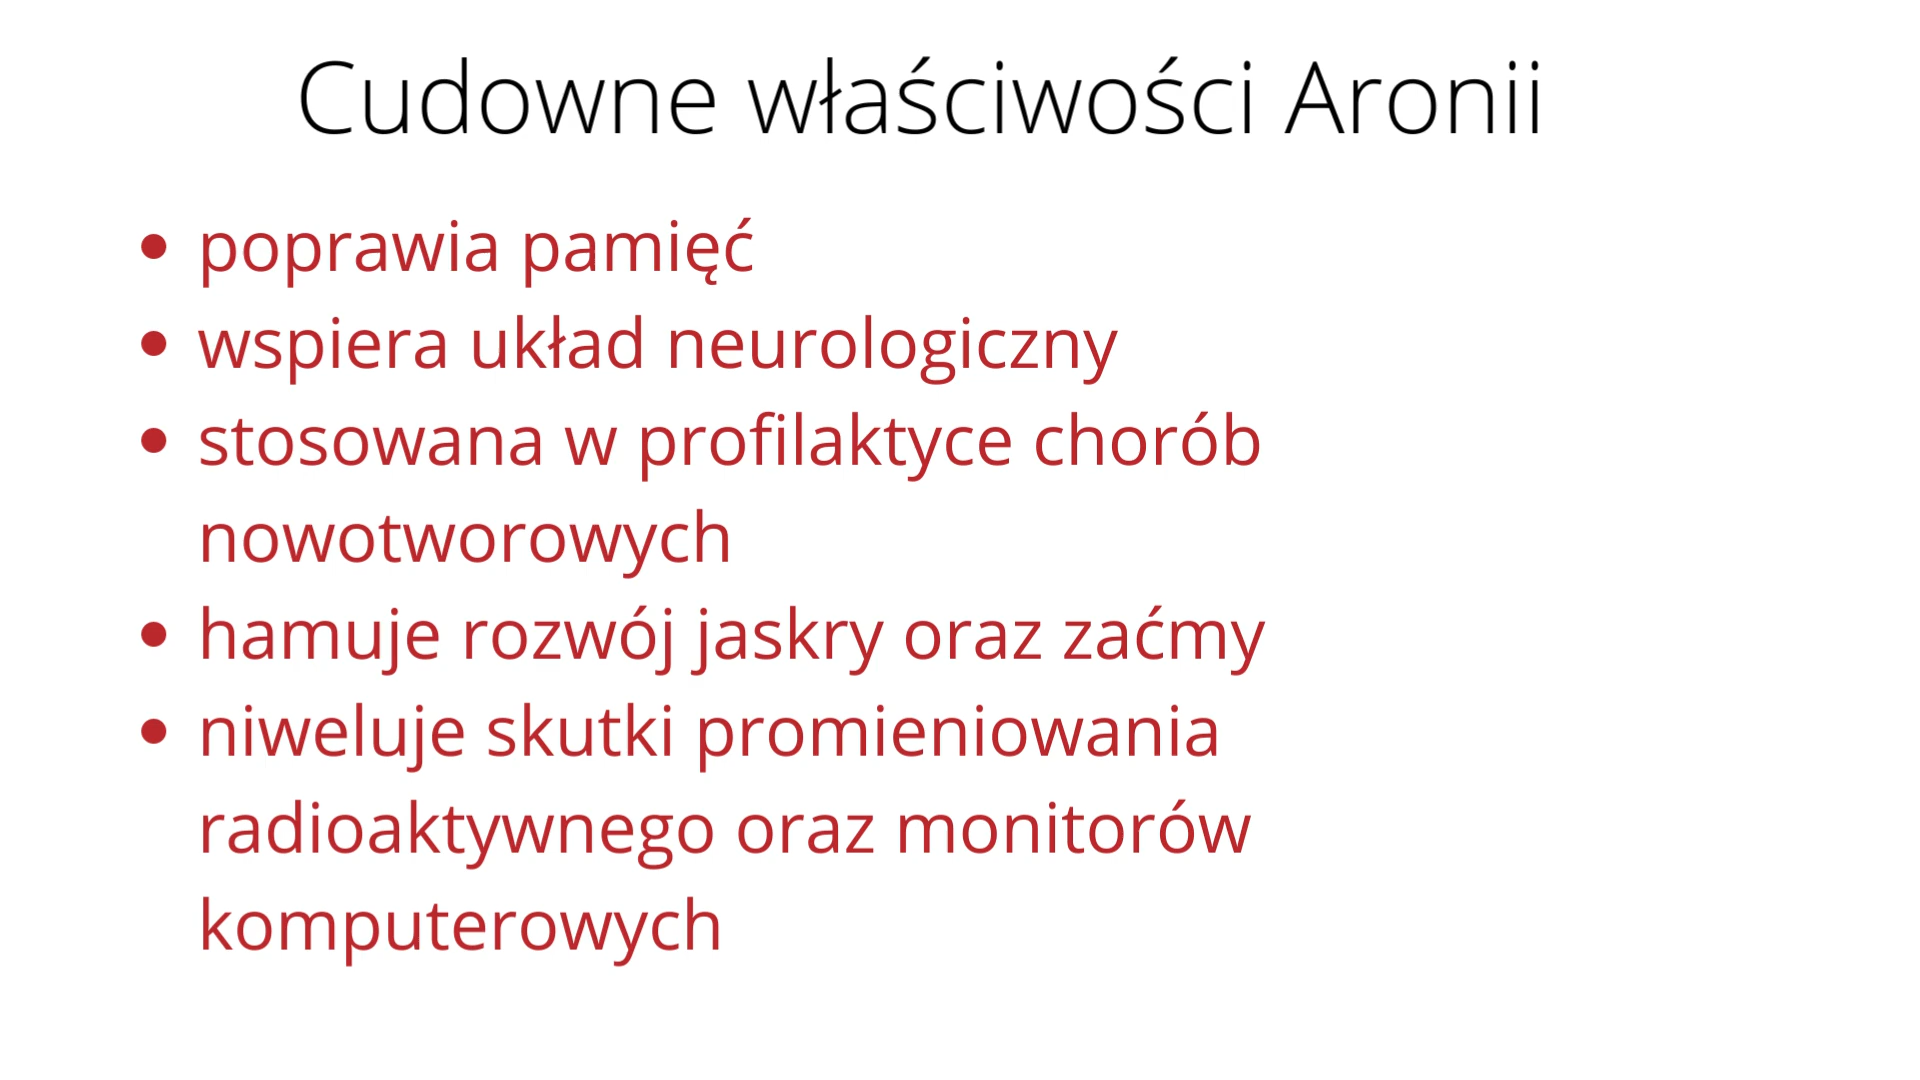 Cudowne właściwości Aronii
• poprawia pamięć
• wspiera układ neurologiczny
• stosowana w profilaktyce chorób
nowotworowych
• hamuje rozwój jaskry oraz zaćmy
• niweluje skutki promieniowania
radioaktywnego oraz monitorów
komputerowych